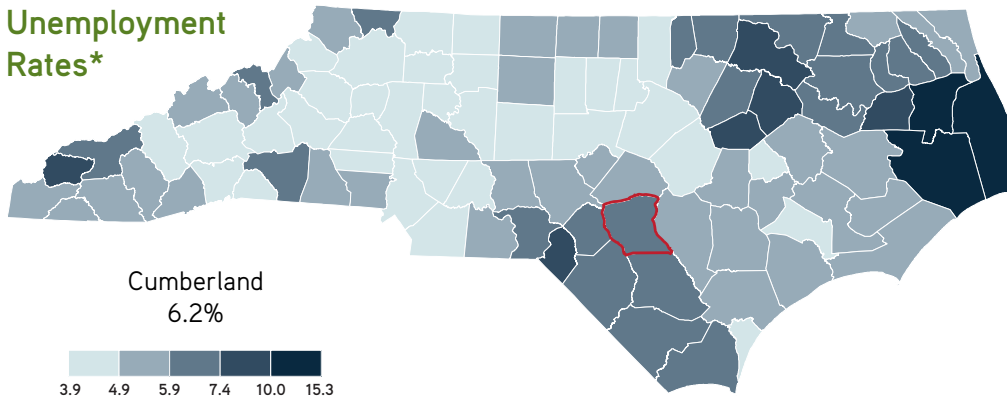 Unemployment
Rates*
Cumberland
6.2%
3.9 4.9 5.9 7.4 10.0 15.3